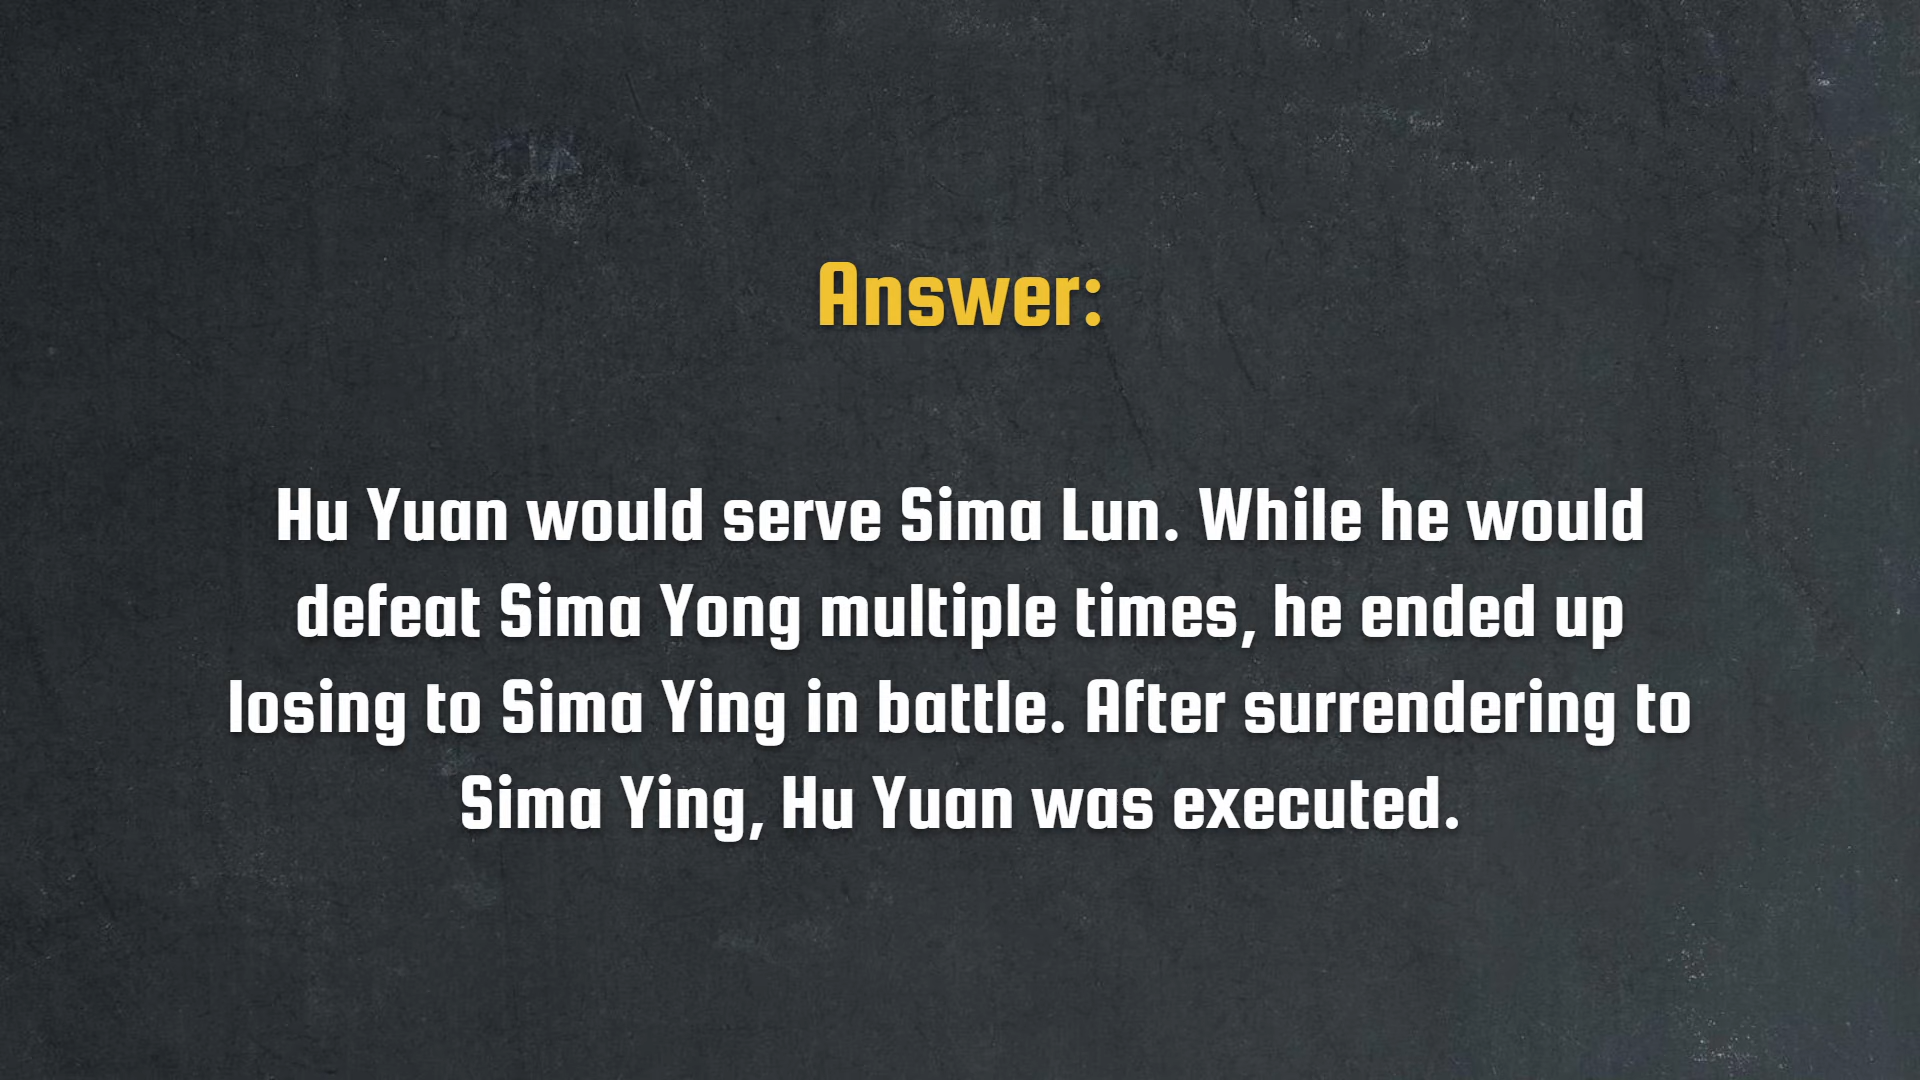 Answer:
Hu Yuan would serve Sima Lun. While he would
defeat Sima Yong multiple times, he ended up
losing to Sima Ying in battle. After surrendering to
Sima Ying, Hu Yuan was executed.